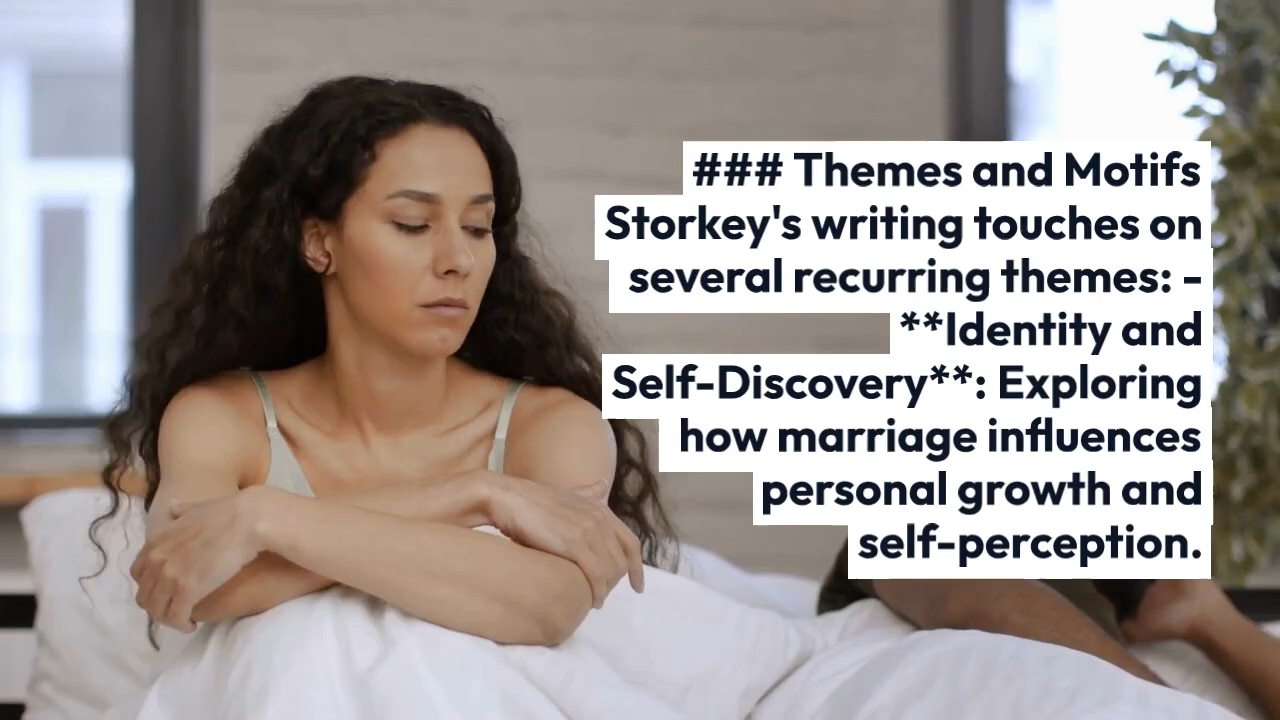 ### Themes and Motifs
Storkey's writing touches on
several recurring themes: -
**Identity and
Self-Discovery**: Exploring
how marriage influences
personal growth and
self-perception.